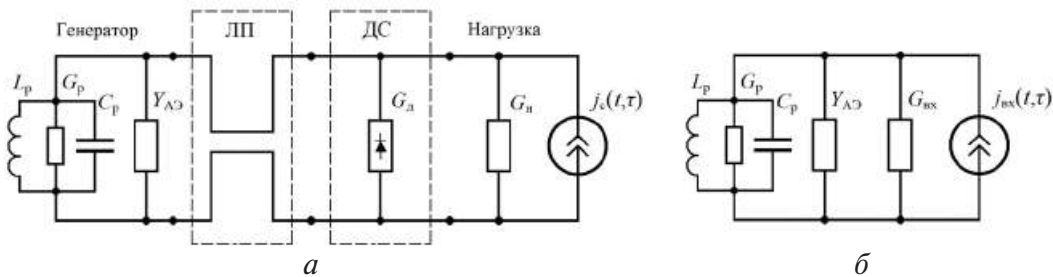 Генератор
ЛП
ДС
Нагрузка
Lр
Gр
Cр
YАЭ
Gд
Gн
jс(t,τ)
а
Lр
Gр
Cр
YАЭ
Gвх
jвх(t,τ)
б